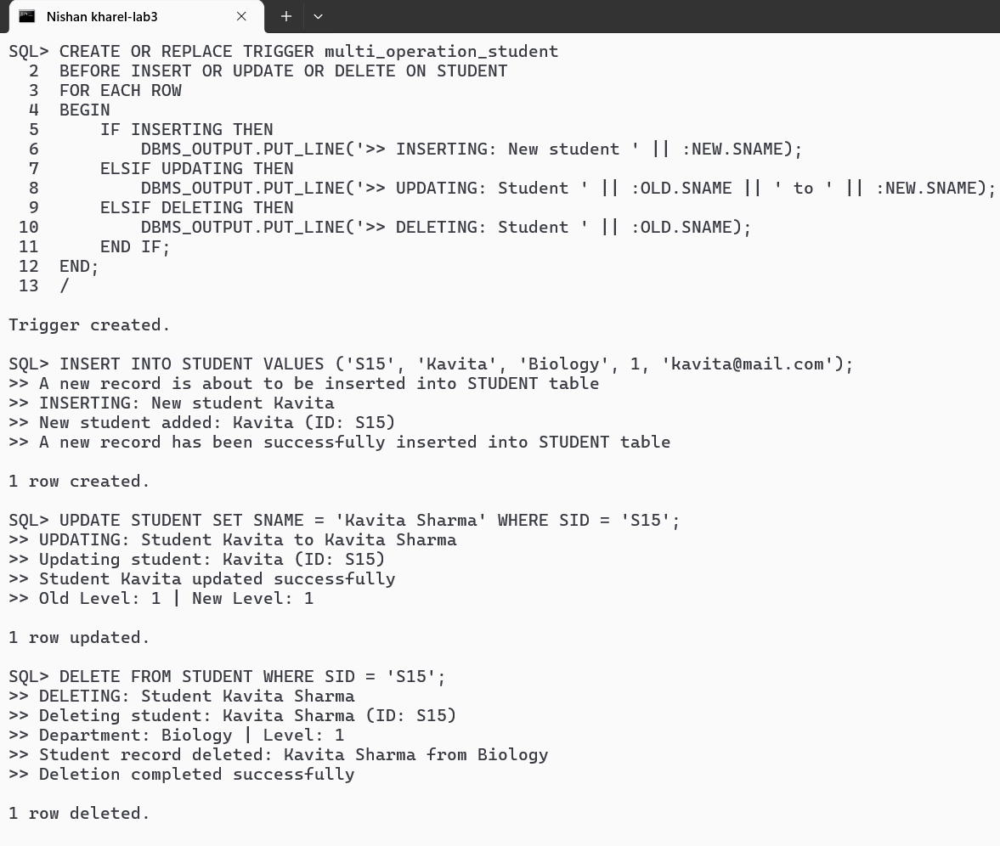 Nishan kharel-lab3
SQL> CREATE OR REPLACE TRIGGER multi_operation_student
  2  BEFORE INSERT OR UPDATE OR DELETE ON STUDENT
  3  FOR EACH ROW
  4  BEGIN
  5      IF INSERTING THEN
  6          DBMS_OUTPUT.PUT_LINE('>> INSERTING: New student ' || :NEW.SNAME);
  7      ELSIF UPDATING THEN
  8          DBMS_OUTPUT.PUT_LINE('>> UPDATING: Student ' || :OLD.SNAME || ' to ' || :NEW.SNAME);
  9      ELSIF DELETING THEN
 10          DBMS_OUTPUT.PUT_LINE('>> DELETING: Student ' || :OLD.SNAME);
 11      END IF;
 12  END;
 13  /
Trigger created.
SQL> INSERT INTO STUDENT VALUES ('S15', 'Kavita', 'Biology', 1, 'kavita@mail.com');
>> A new record is about to be inserted into STUDENT table
>> INSERTING: New student Kavita
>> New student added: Kavita (ID: S15)
>> A new record has been successfully inserted into STUDENT table
1 row created.
SQL> UPDATE STUDENT SET SNAME = 'Kavita Sharma' WHERE SID = 'S15';
>> UPDATING: Student Kavita to Kavita Sharma
>> Updating student: Kavita (ID: S15)
>> Student Kavita updated successfully
>> Old Level: 1 | New Level: 1
1 row updated.
SQL> DELETE FROM STUDENT WHERE SID = 'S15';
>> DELETING: Student Kavita Sharma
>> Deleting student: Kavita Sharma (ID: S15)
>> Department: Biology | Level: 1
>> Student record deleted: Kavita Sharma from Biology
>> Deletion completed successfully
1 row deleted.